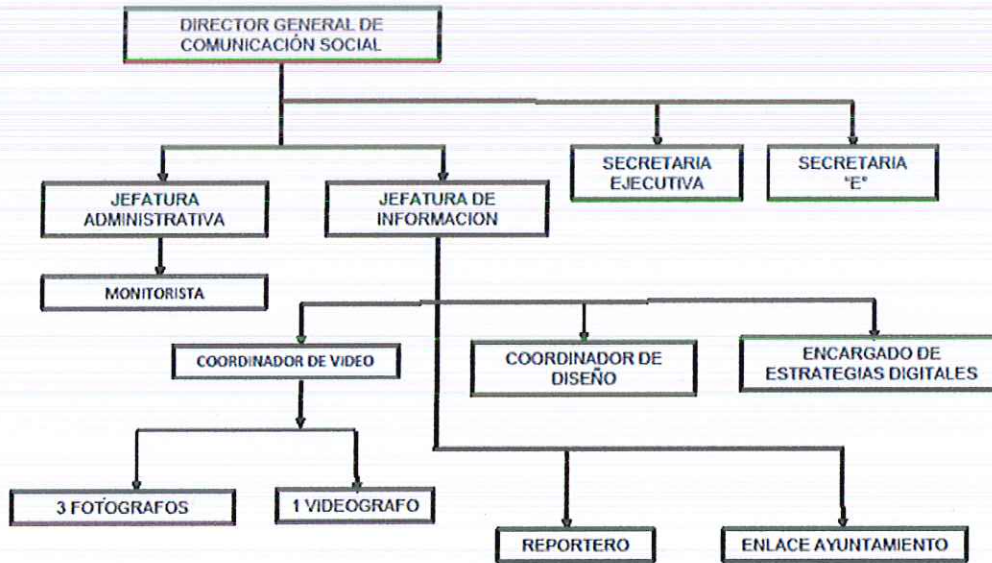 DIRECTOR GENERAL DE
COMUNICACIÓN SOCIAL
SECRETARIA
EJECUTIVA
SECRETARIA
"E"
JEFATURA
ADMINISTRATIVA
JEFATURA DE
INFORMACION
MONITORISTA
COORDINADOR DE VIDEO
COORDINADOR DE
DISEÑO
ENCARGADO DE
ESTRATEGIAS DIGITALES
3 FOTÓGRAFOS
1 VIDEOGRAFO
REPORTERO
ENLACE AYUNTAMIENTO